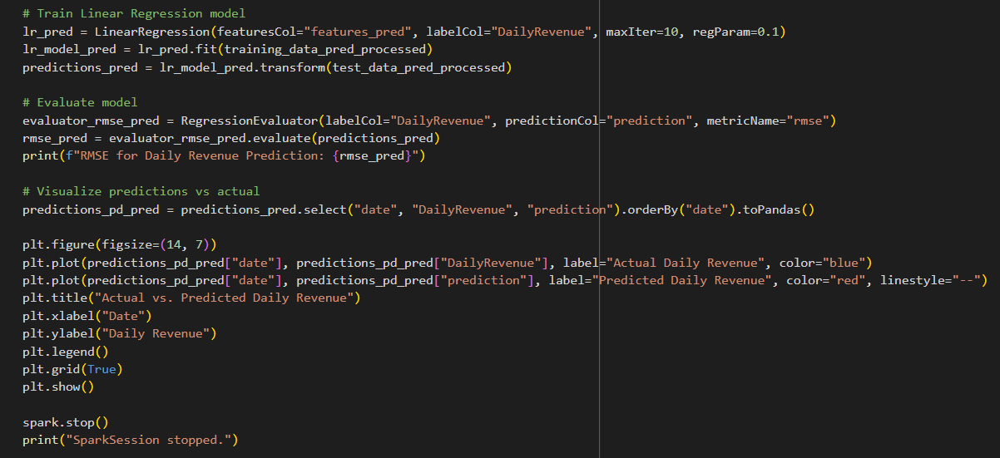 # Train Linear Regression model
lr_pred = LinearRegression(featuresCol="features_pred", labelCol="DailyRevenue", maxIter=10, regParam=0.1)
lr_model_pred = lr_pred.fit(training_data_pred_processed)
predictions_pred = lr_model_pred.transform(test_data_pred_processed)
# Evaluate model
evaluator_rmse_pred = RegressionEvaluator(labelCol="DailyRevenue", predictionCol="prediction", metricName="rmse")
rmse_pred = evaluator_rmse_pred.evaluate(predictions_pred)
print(f"RMSE for Daily Revenue Prediction: {rmse_pred}")
# Visualize predictions vs actual
predictions_pd_pred = predictions_pred.select("date", "DailyRevenue", "prediction").orderBy("date").toPandas()
plt.figure(figsize=(14, 7))
plt.plot(predictions_pd_pred["date"], predictions_pd_pred["DailyRevenue"], label="Actual Daily Revenue", color="blue")
plt.plot(predictions_pd_pred["date"], predictions_pd_pred["prediction"], label="Predicted Daily Revenue", color="red", linestyle="--")
plt.title("Actual vs. Predicted Daily Revenue")
plt.xlabel("Date")
plt.ylabel("Daily Revenue")
plt.legend()
plt.grid(True)
plt.show()
spark.stop()
print("SparkSession stopped.")